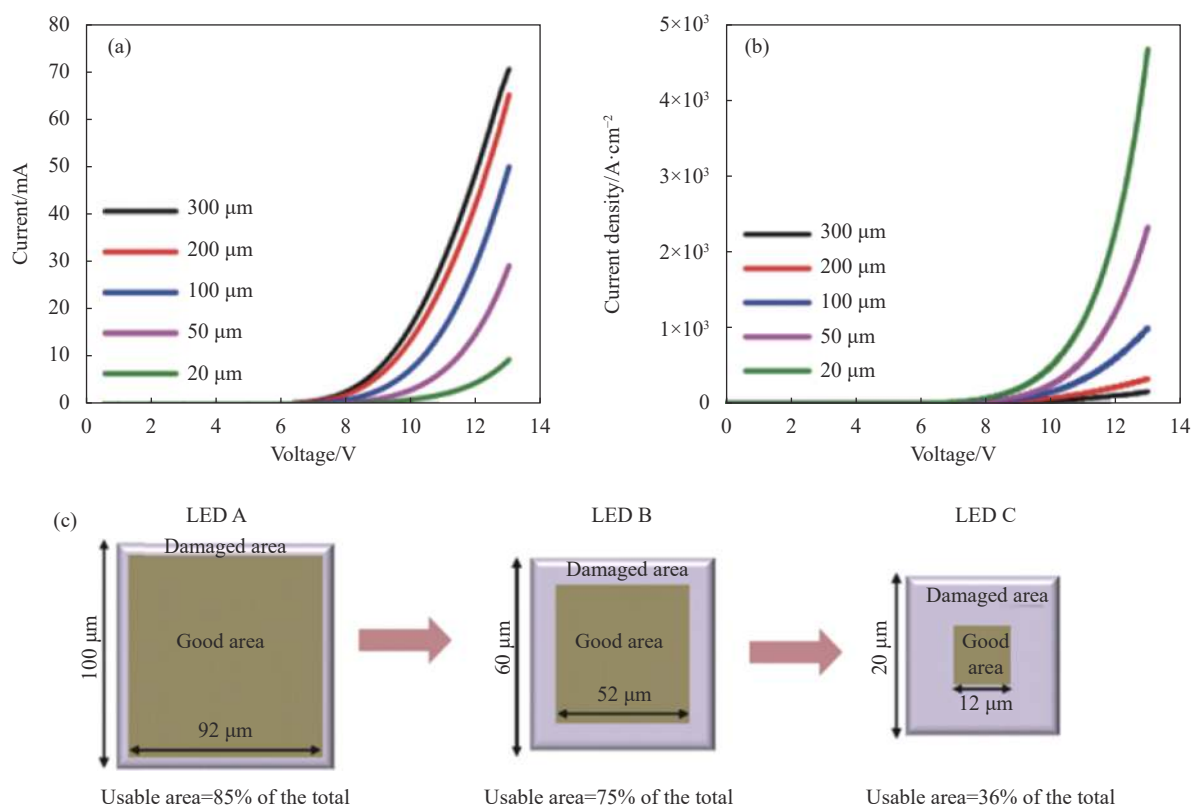 (a)
80
70
60
50
40
30
20
10
0
Current/mA
300 μm
200 μm
100 μm
50 μm
20 μm
0 2 4 6 8 10 12 14
Voltage/V
(b)
5×10³
4×10³
3×10³
2×10³
1×10³
0
Current density/A·cm⁻²
300 μm
200 μm
100 μm
50 μm
20 μm
0 2 4 6 8 10 12 14
Voltage/V
(c)
LED A
Damaged area
Good area
100 μm
92 μm
Usable area=85% of the total
LED B
Damaged area
Good area
60 μm
52 μm
Usable area=75% of the total
LED C
Damaged area
Good
area
20 μm
12 μm
Usable area=36% of the total